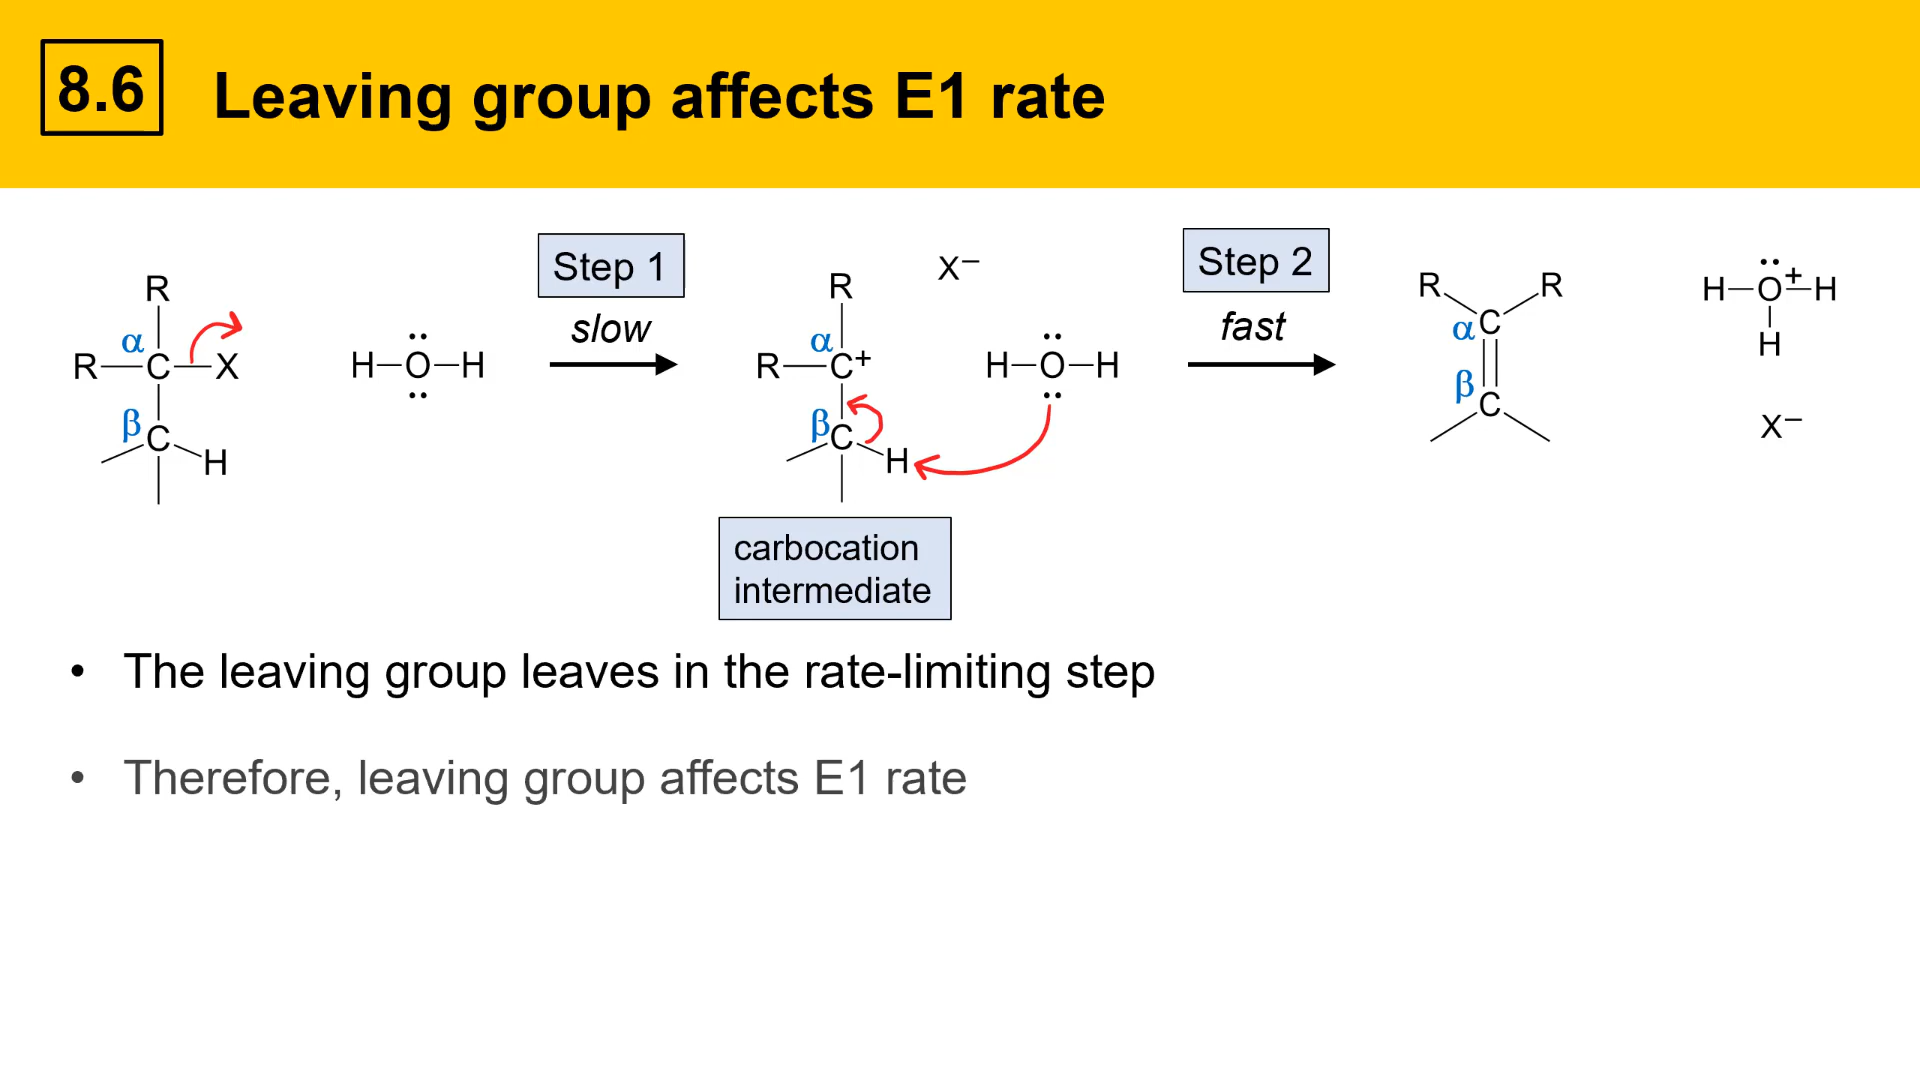 8.6 Leaving group affects E1 rate
R
R α C X
β C H
H O H
Step 1
slow
R X–
R α C+
β C H
H O H
carbocation
intermediate
Step 2
fast
R R
α C
β C
H O+ H
H
X–
• The leaving group leaves in the rate-limiting step
• Therefore, leaving group affects E1 rate